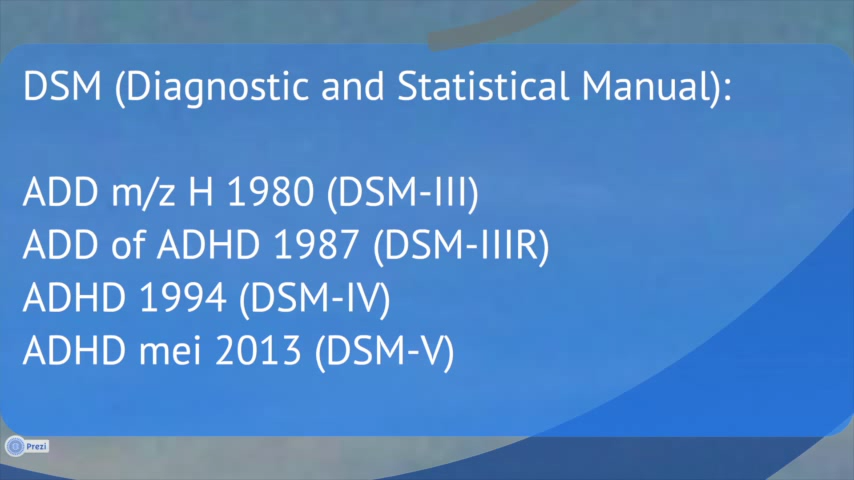 DSM (Diagnostic and Statistical Manual):
ADD m/z H 1980 (DSM-III)
ADD of ADHD 1987 (DSM-IIIR)
ADHD 1994 (DSM-IV)
ADHD mei 2013 (DSM-V)
Prezi